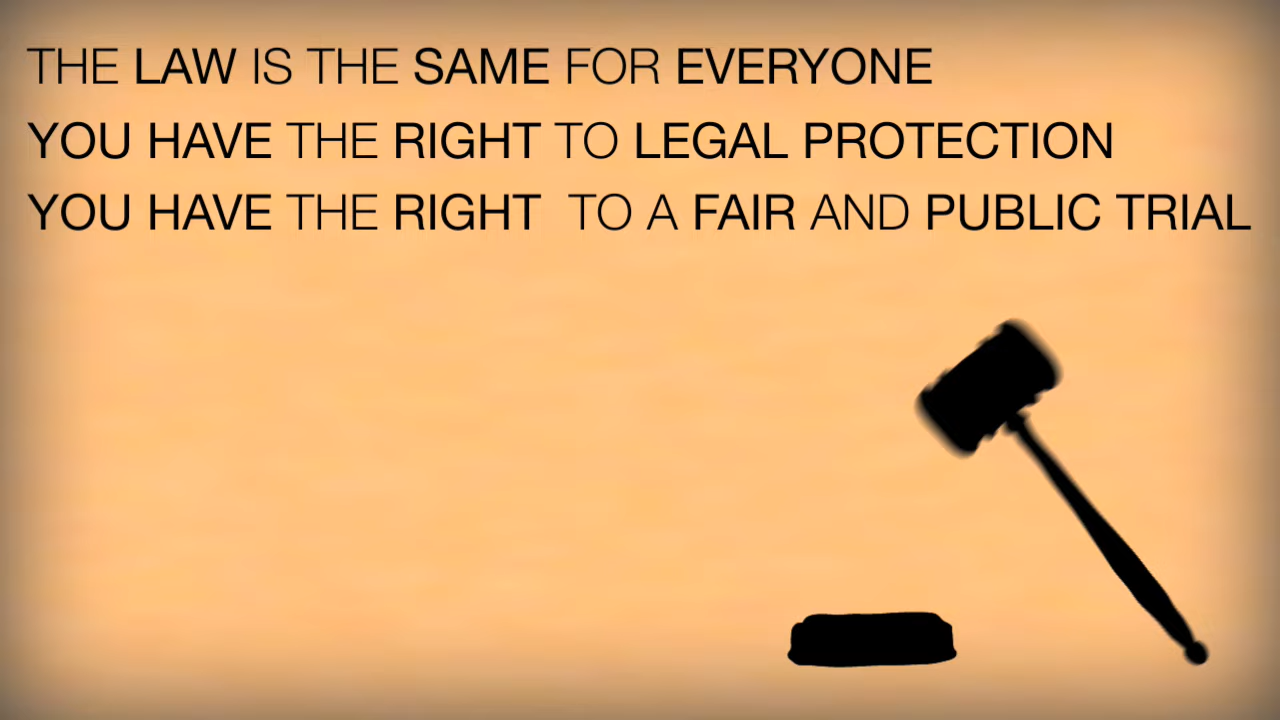 THE LAW IS THE SAME FOR EVERYONE
YOU HAVE THE RIGHT TO LEGAL PROTECTION
YOU HAVE THE RIGHT  TO A FAIR AND PUBLIC TRIAL